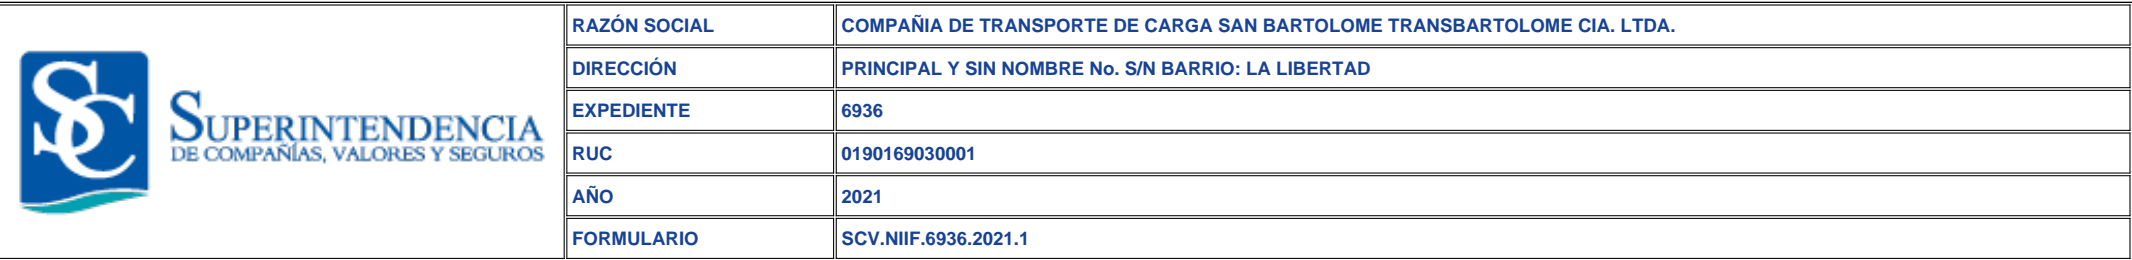 SC
SUPERINTENDENCIA
DE COMPAÑÍAS, VALORES Y SEGUROS
RAZÓN SOCIAL COMPAÑIA DE TRANSPORTE DE CARGA SAN BARTOLOME TRANSBARTOLOME CIA. LTDA.
DIRECCIÓN PRINCIPAL Y SIN NOMBRE No. S/N BARRIO: LA LIBERTAD
EXPEDIENTE 6936
RUC 0190169030001
AÑO 2021
FORMULARIO SCV.NIIF.6936.2021.1